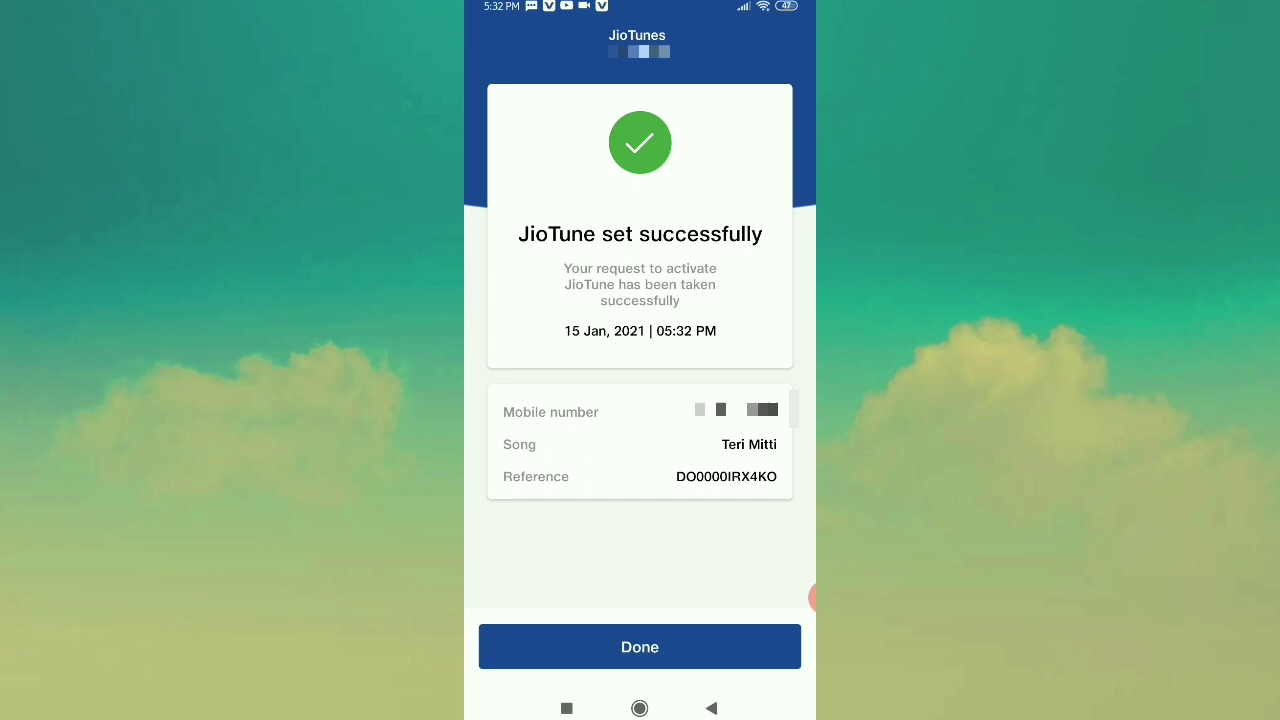 5:32 PM
47
JioTunes
JioTune set successfully
Your request to activate
JioTune has been taken
successfully
15 Jan, 2021 | 05:32 PM
Mobile number
Song Teri Mitti
Reference DO0000IRX4KO
Done